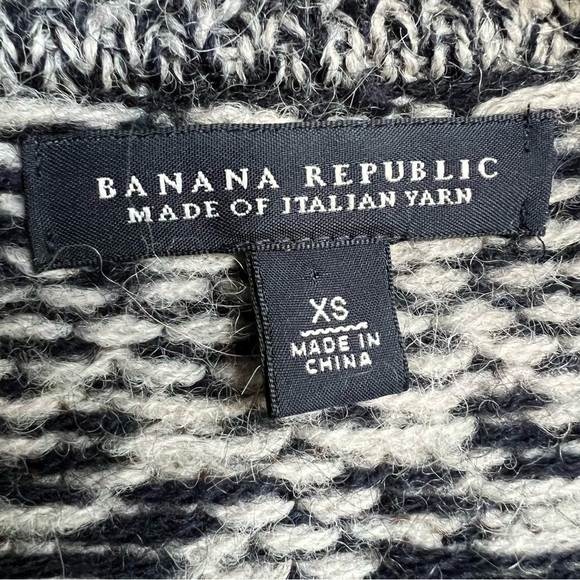 BANANA REPUBLIC
MADE OF ITALIAN YARN
XS
MADE IN
CHINA